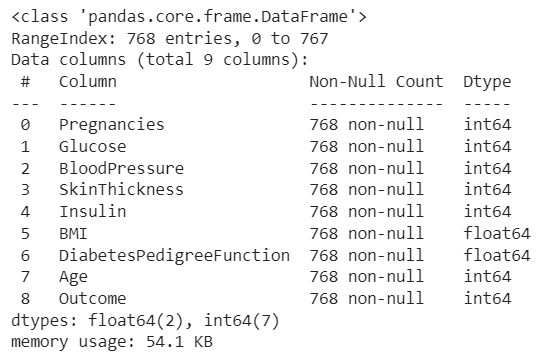 <class 'pandas.core.frame.DataFrame'>
RangeIndex: 768 entries, 0 to 767
Data columns (total 9 columns):
 #   Column                    Non-Null Count  Dtype
---  ------                    --------------  -----
 0   Pregnancies               768 non-null    int64
 1   Glucose                   768 non-null    int64
 2   BloodPressure             768 non-null    int64
 3   SkinThickness             768 non-null    int64
 4   Insulin                   768 non-null    int64
 5   BMI                       768 non-null    float64
 6   DiabetesPedigreeFunction  768 non-null    float64
 7   Age                       768 non-null    int64
 8   Outcome                   768 non-null    int64
dtypes: float64(2), int64(7)
memory usage: 54.1 KB